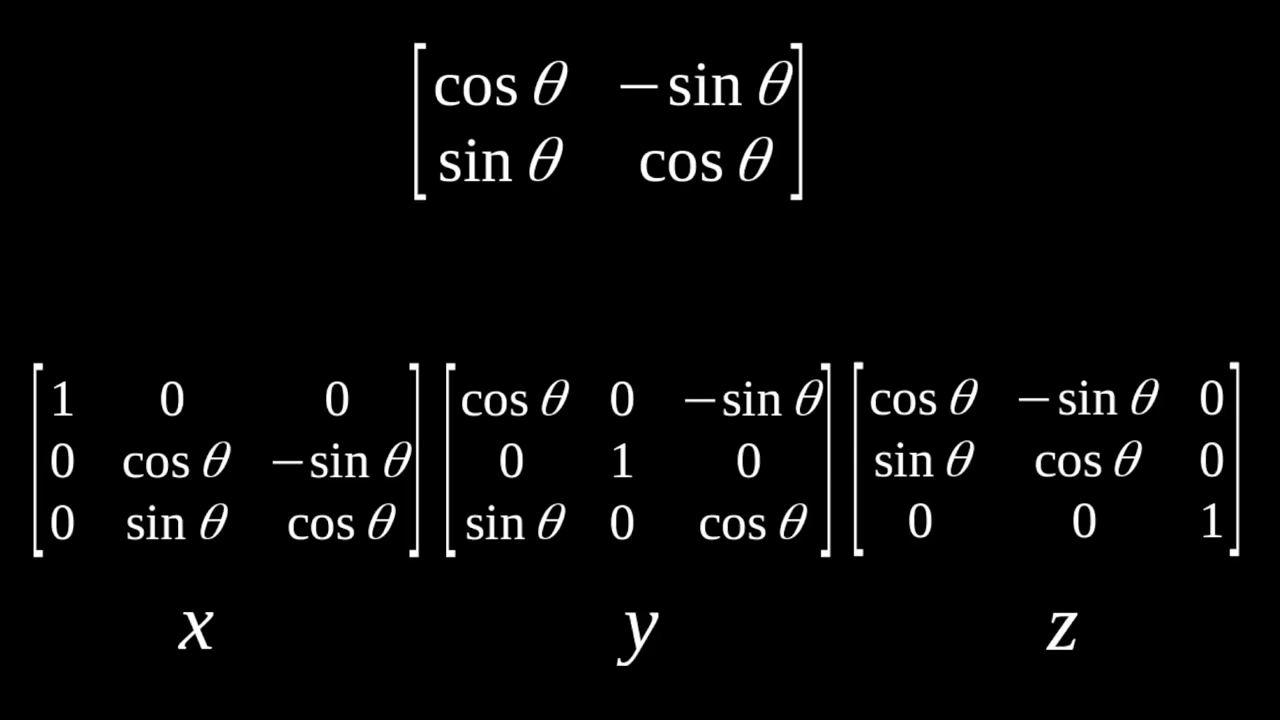 cos θ −sin θ
sin θ cos θ
1 0 0 cos θ 0 −sin θ cos θ −sin θ 0
0 cos θ −sin θ 0 1 0 sin θ cos θ 0
0 sin θ cos θ sin θ 0 cos θ 0 0 1
x y z